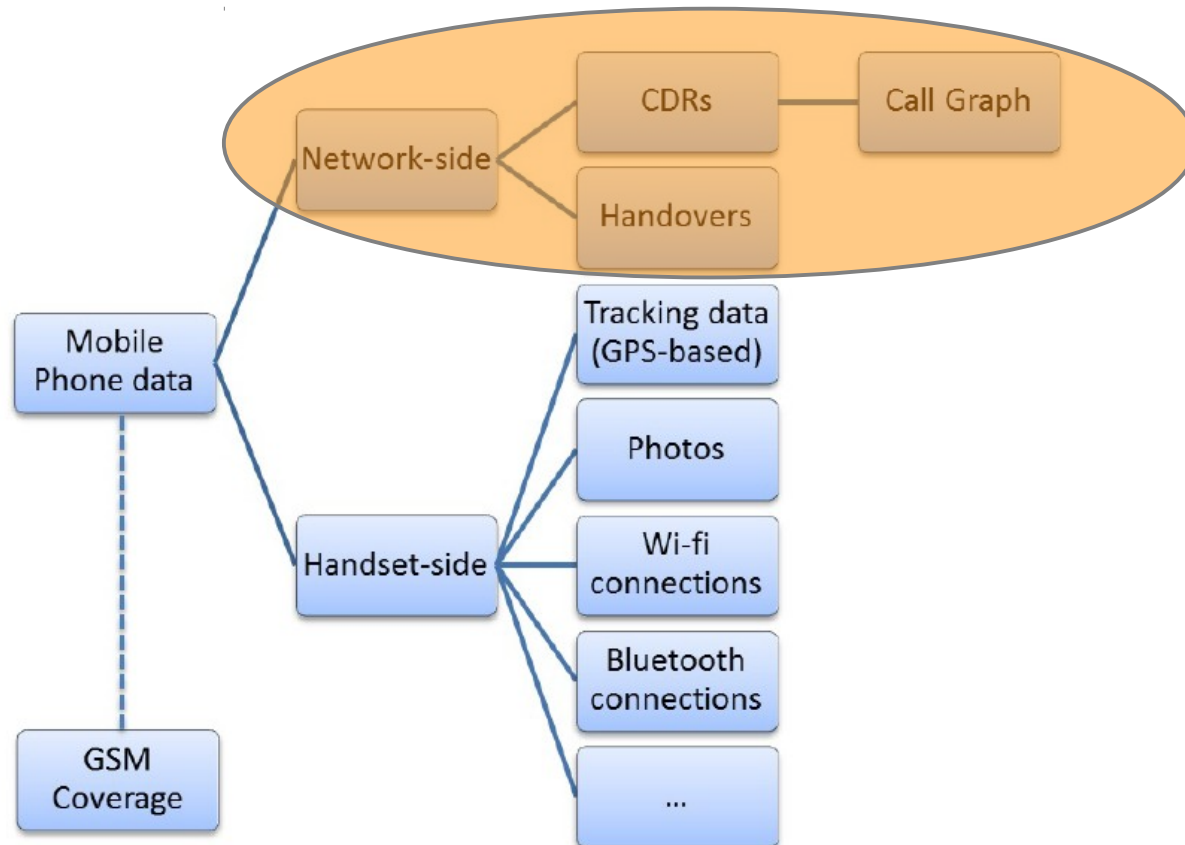 CDRs
Call Graph
Network-side
Handovers
Tracking data
(GPS-based)
Mobile
Phone data
Photos
Wi-fi
connections
Handset-side
Bluetooth
connections
GSM
Coverage
...